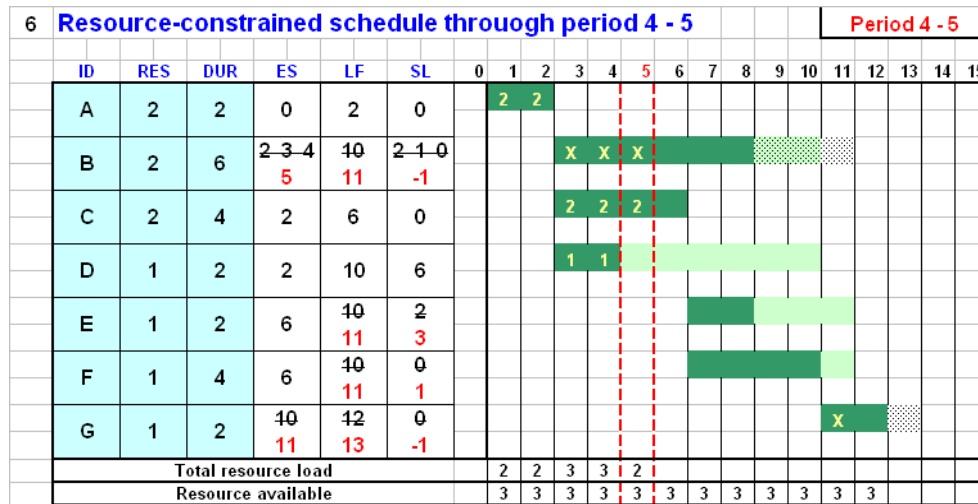 6 Resource-constrained schedule througogh period 4 - 5 Period 4 - 5
ID RES DUR ES LF SL 0 1 2 3 4 5 6 7 8 9 10 11 12 13 14 15
A 2 2 0 2 0 2 2
B 2 6 2 3 4 10 2 1 0 X X X
5 11 -1
C 2 4 2 6 0 2 2 2
D 1 2 2 10 6 1 1
E 1 2 6 10 2
11 3
F 1 4 6 10 0
11 1
G 1 2 10 12 0 X
11 13 -1
Total resource load 2 2 3 3 2
Resource available 3 3 3 3 3 3 3 3 3 3 3 3